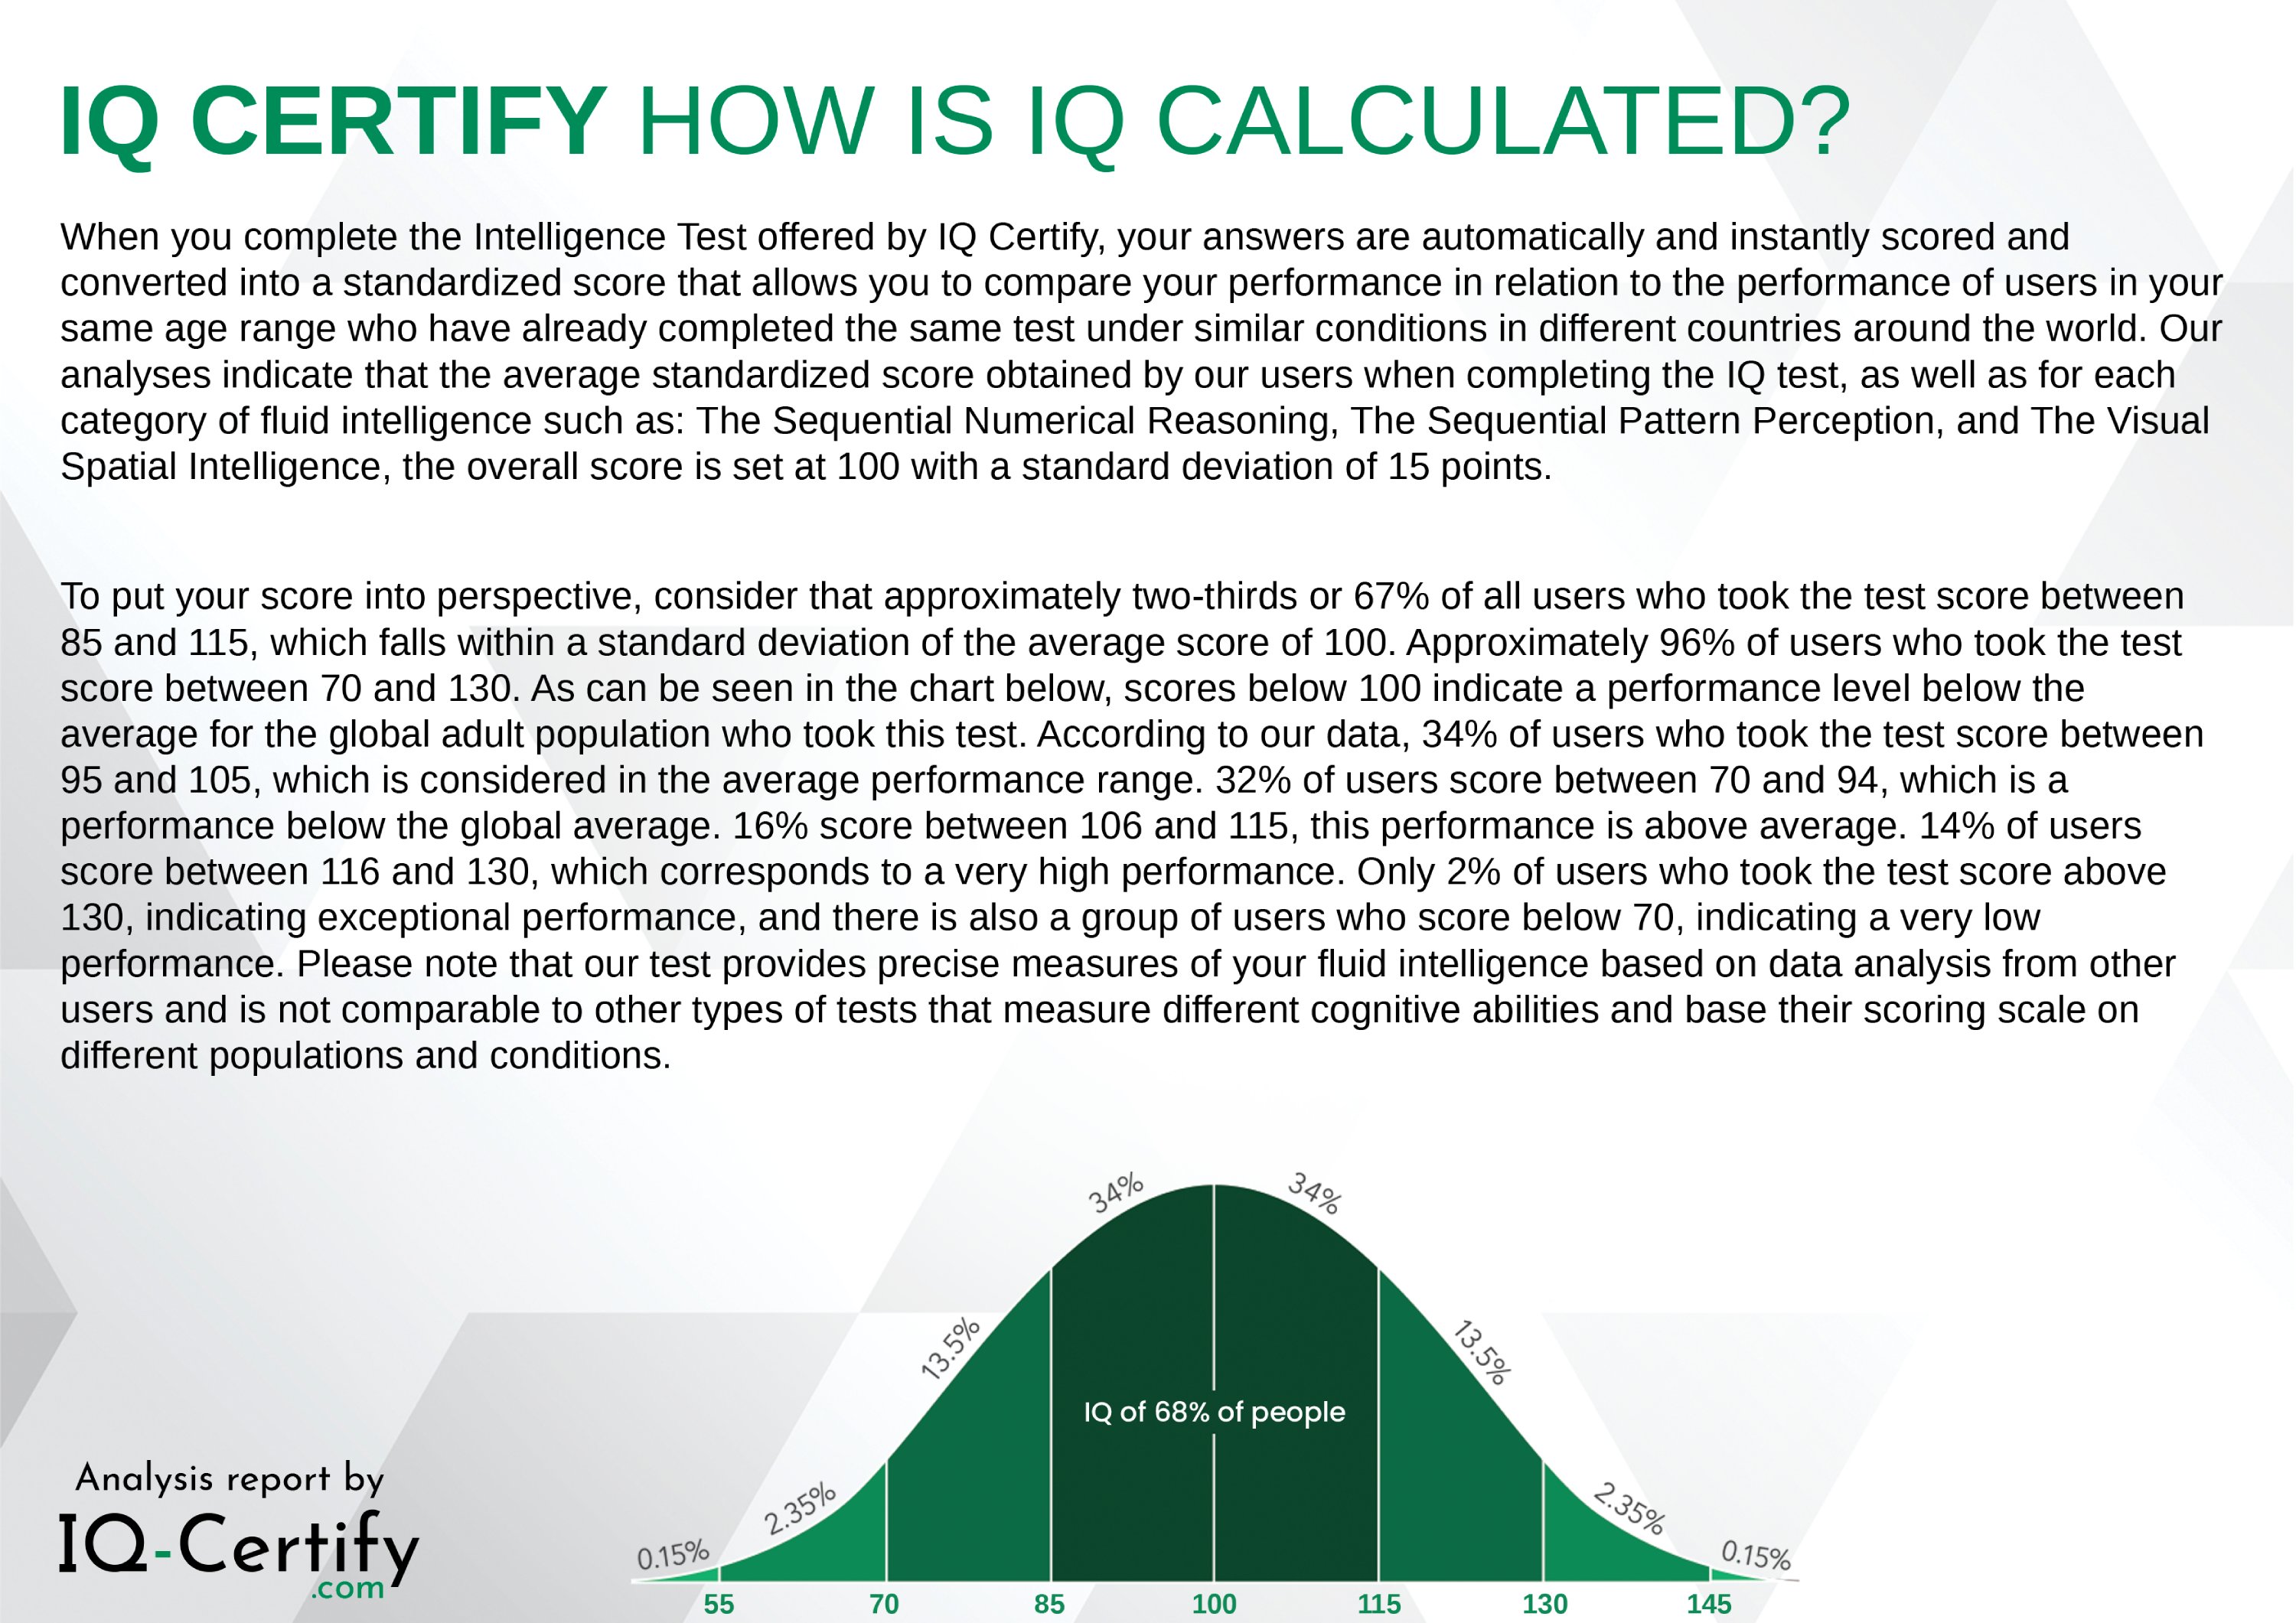 IQ CERTIFY HOW IS IQ CALCULATED?
When you complete the Intelligence Test offered by IQ Certify, your answers are automatically and instantly scored and
converted into a standardized score that allows you to compare your performance in relation to the performance of users in your
same age range who have already completed the same test under similar conditions in different countries around the world. Our
analyses indicate that the average standardized score obtained by our users when completing the IQ test, as well as for each
category of fluid intelligence such as: The Sequential Numerical Reasoning, The Sequential Pattern Perception, and The Visual
Spatial Intelligence, the overall score is set at 100 with a standard deviation of 15 points.
To put your score into perspective, consider that approximately two-thirds or 67% of all users who took the test score between
85 and 115, which falls within a standard deviation of the average score of 100. Approximately 96% of users who took the test
score between 70 and 130. As can be seen in the chart below, scores below 100 indicate a performance level below the
average for the global adult population who took this test. According to our data, 34% of users who took the test score between
95 and 105, which is considered in the average performance range. 32% of users score between 70 and 94, which is a
performance below the global average. 16% score between 106 and 115, this performance is above average. 14% of users
score between 116 and 130, which corresponds to a very high performance. Only 2% of users who took the test score above
130, indicating exceptional performance, and there is also a group of users who score below 70, indicating a very low
performance. Please note that our test provides precise measures of your fluid intelligence based on data analysis from other
users and is not comparable to other types of tests that measure different cognitive abilities and base their scoring scale on
different populations and conditions.
34% 34%
13.5% 13.5%
IQ of 68% of people
2.35% 2.35%
0.15% 0.15%
55 70 85 100 115 130 145
Analysis report by
IQ-Certify
.com